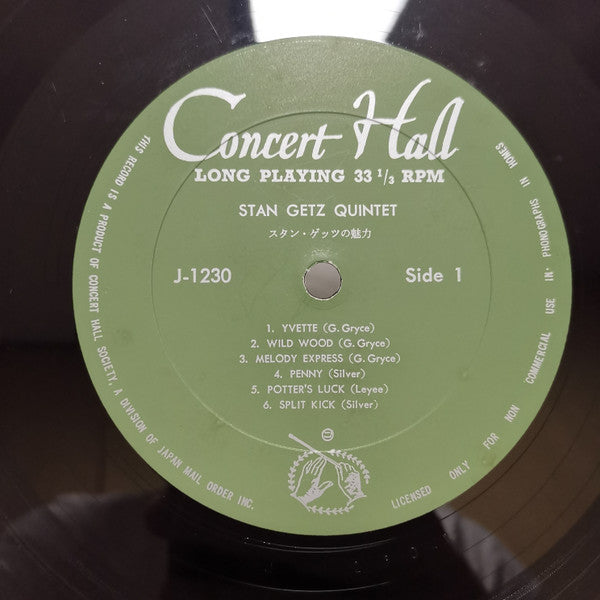 Concert Hall
LONG PLAYING 33 1/3 RPM
STAN GETZ QUINTET
スタン・ゲッツの魅力
J-1230
Side 1
1. YVETTE (G. Gryce)
2. WILD WOOD (G. Gryce)
3. MELODY EXPRESS (G. Gryce)
4. PENNY (Silver)
5. POTTER'S LUCK (Leyee)
6. SPLIT KICK (Silver)
THIS RECORD IS A PRODUCT OF CONCERT HALL SOCIETY, A DIVISION OF JAPAN MAIL ORDER INC.
LICENSED ONLY FOR NON COMMERCIAL USE IN PHONOGRAPHS IN HOMES